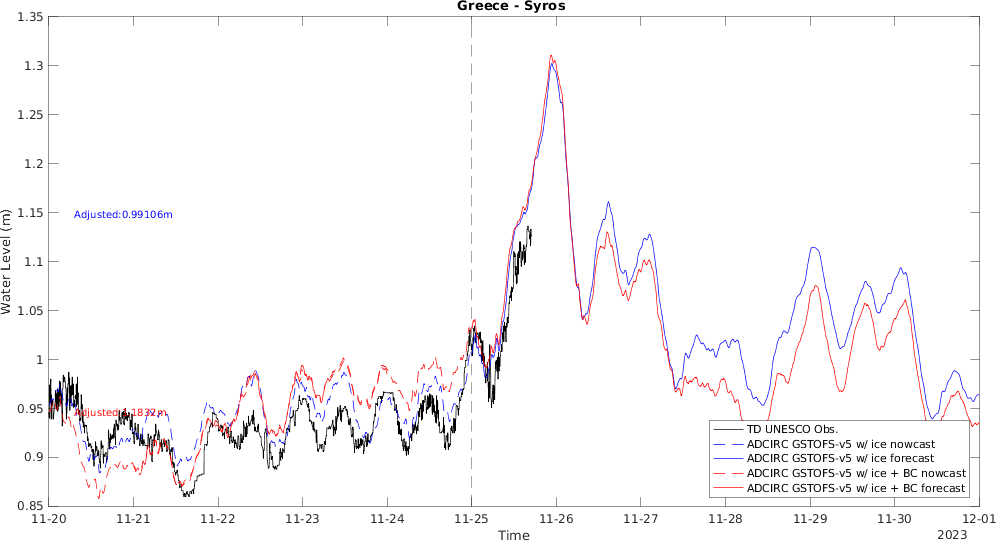 Greece - Syros
Water Level (m)
1.35
1.3
1.25
1.2
1.15
1.1
1.05
1
0.95
0.9
0.85
Adjusted:0.99106m
TD UNESCO Obs.
ADCIRC GSTOFS-v5 w/ ice nowcast
ADCIRC GSTOFS-v5 w/ ice forecast
ADCIRC GSTOFS-v5 w/ ice + BC nowcast
ADCIRC GSTOFS-v5 w/ ice + BC forecast
11-20 11-21 11-22 11-23 11-24 11-25 11-26 11-27 11-28 11-29 11-30 12-01
Time
2023